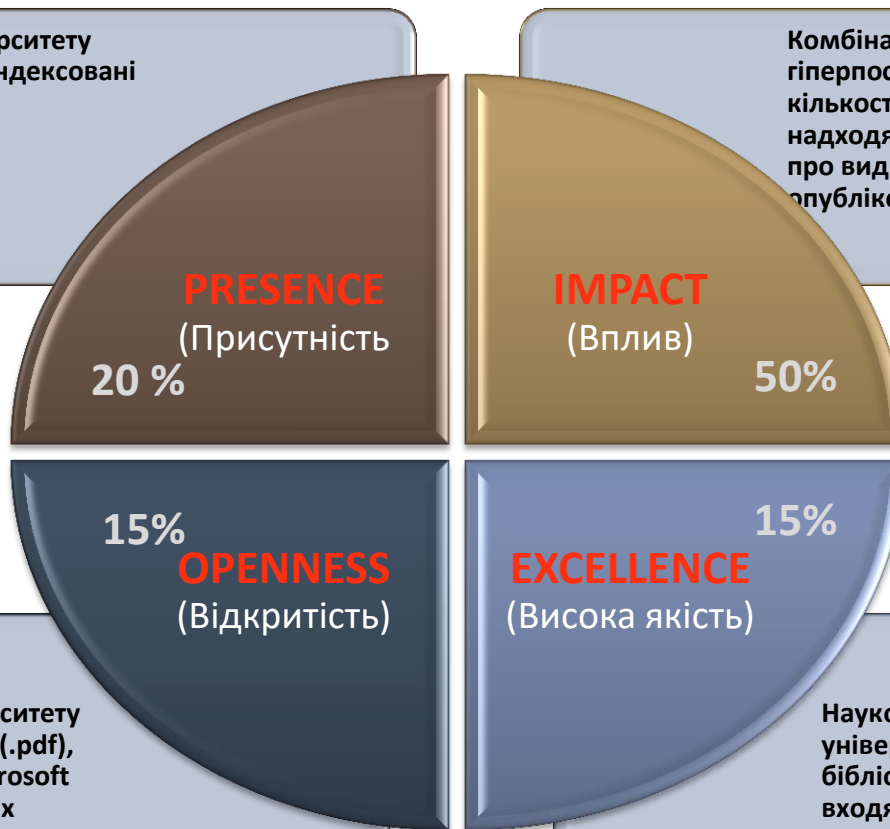 рситету
ндексовані
Комбіна
гіперпос
кількост
надходя
про вид
опубліко
PRESENCE
(Присутність
20 %
IMPACT
(Вплив)
50%
15%
OPENNESS
(Відкритість)
15%
EXCELLENCE
(Висока якість)
ситету
(.pdf),
rosoft
х
Науко
уніве
бібліо
входя